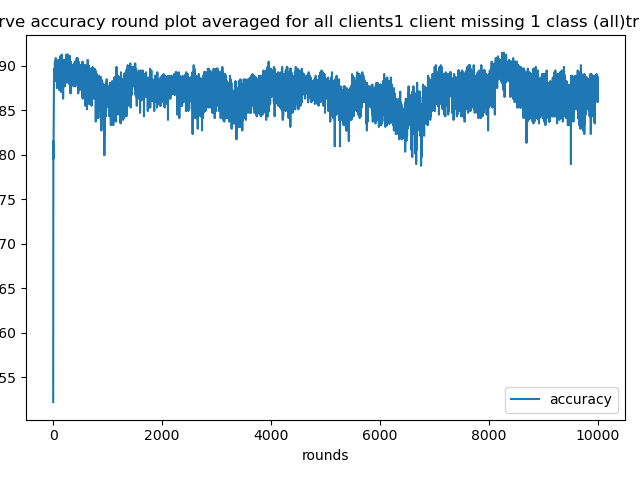 rve accuracy round plot averaged for all clients1 client missing 1 class (all)tr
90
85
80
75
70
65
60
55
0 2000 4000 6000 8000 10000
rounds
accuracy